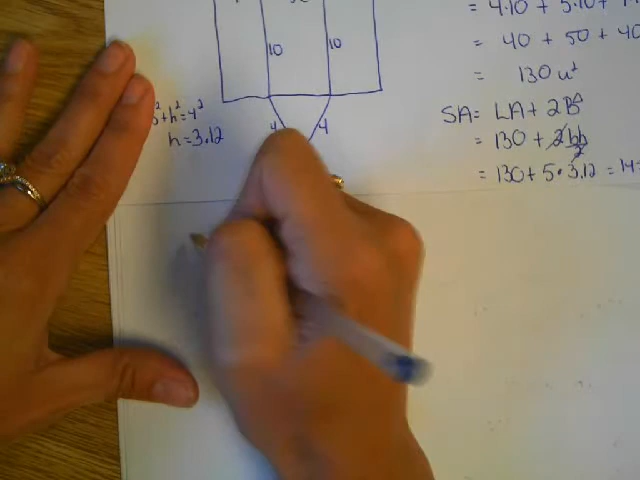 = 4·10 + 5·10 +
= 40 + 50 + 40
= 130 u²
10 10
4 4
²+h²=4²
h=3.12
SA= LA+ 2B
= 130 + 2bh/2
= 130+ 5·3.12 = 14